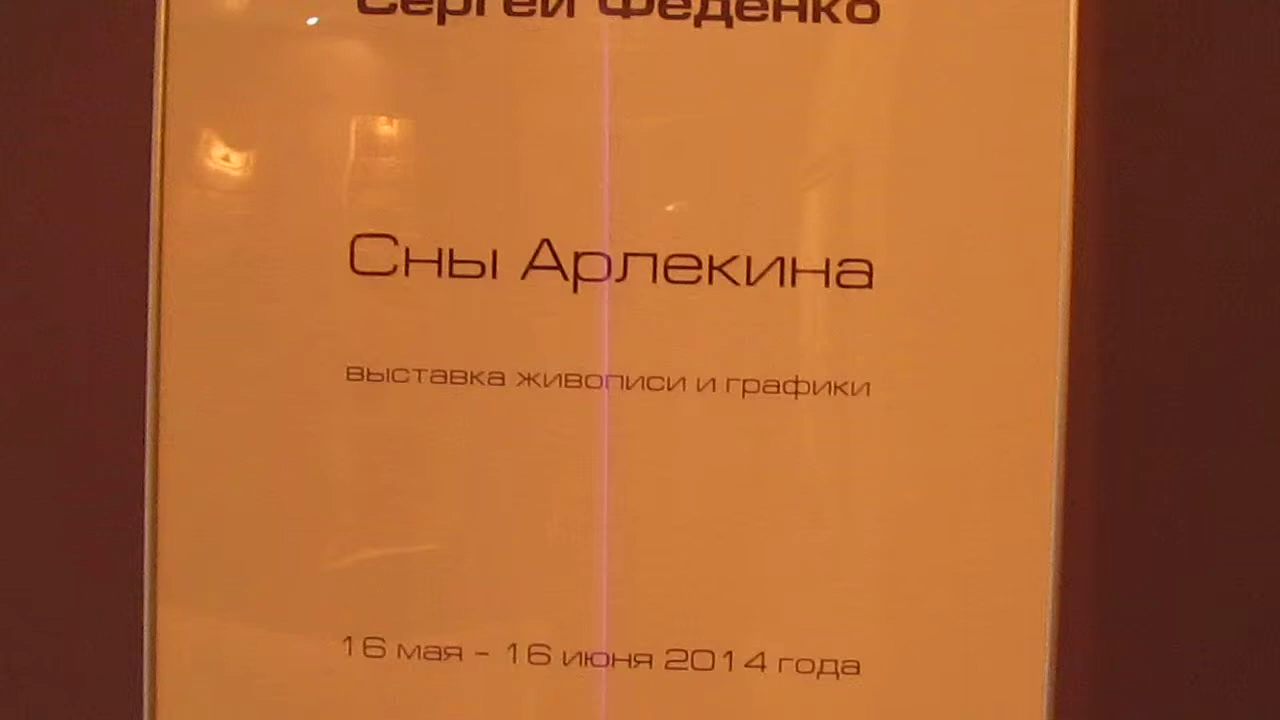 Сергей Феденко
Сны Арлекина
выставка живописи и графики
16 мая - 16 июня 2014 года